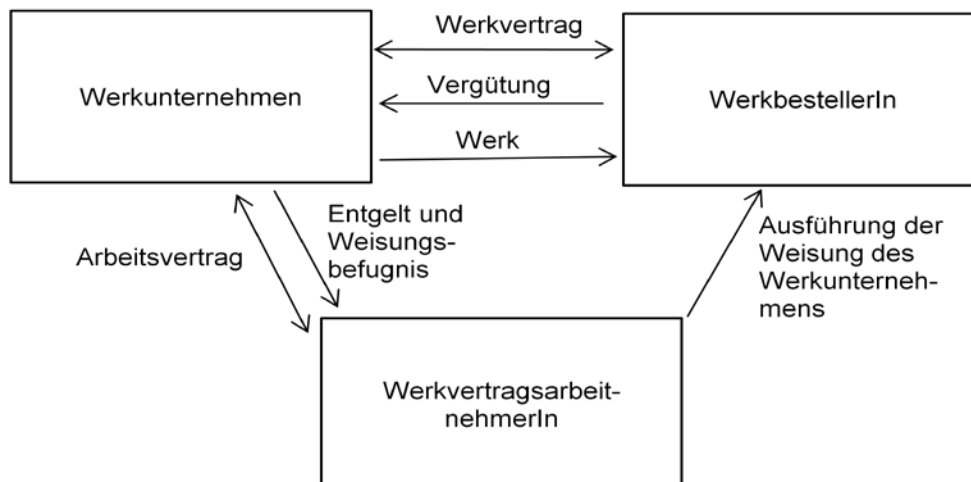 Werkvertrag
Werkunternehmen
Vergütung
WerkbestellerIn
Werk
Arbeitsvertrag
Entgelt und
Weisungs-
befugnis
Ausführung der
Weisung des
Werkunterneh-
mens
Werkvertragsarbeit-
nehmerIn